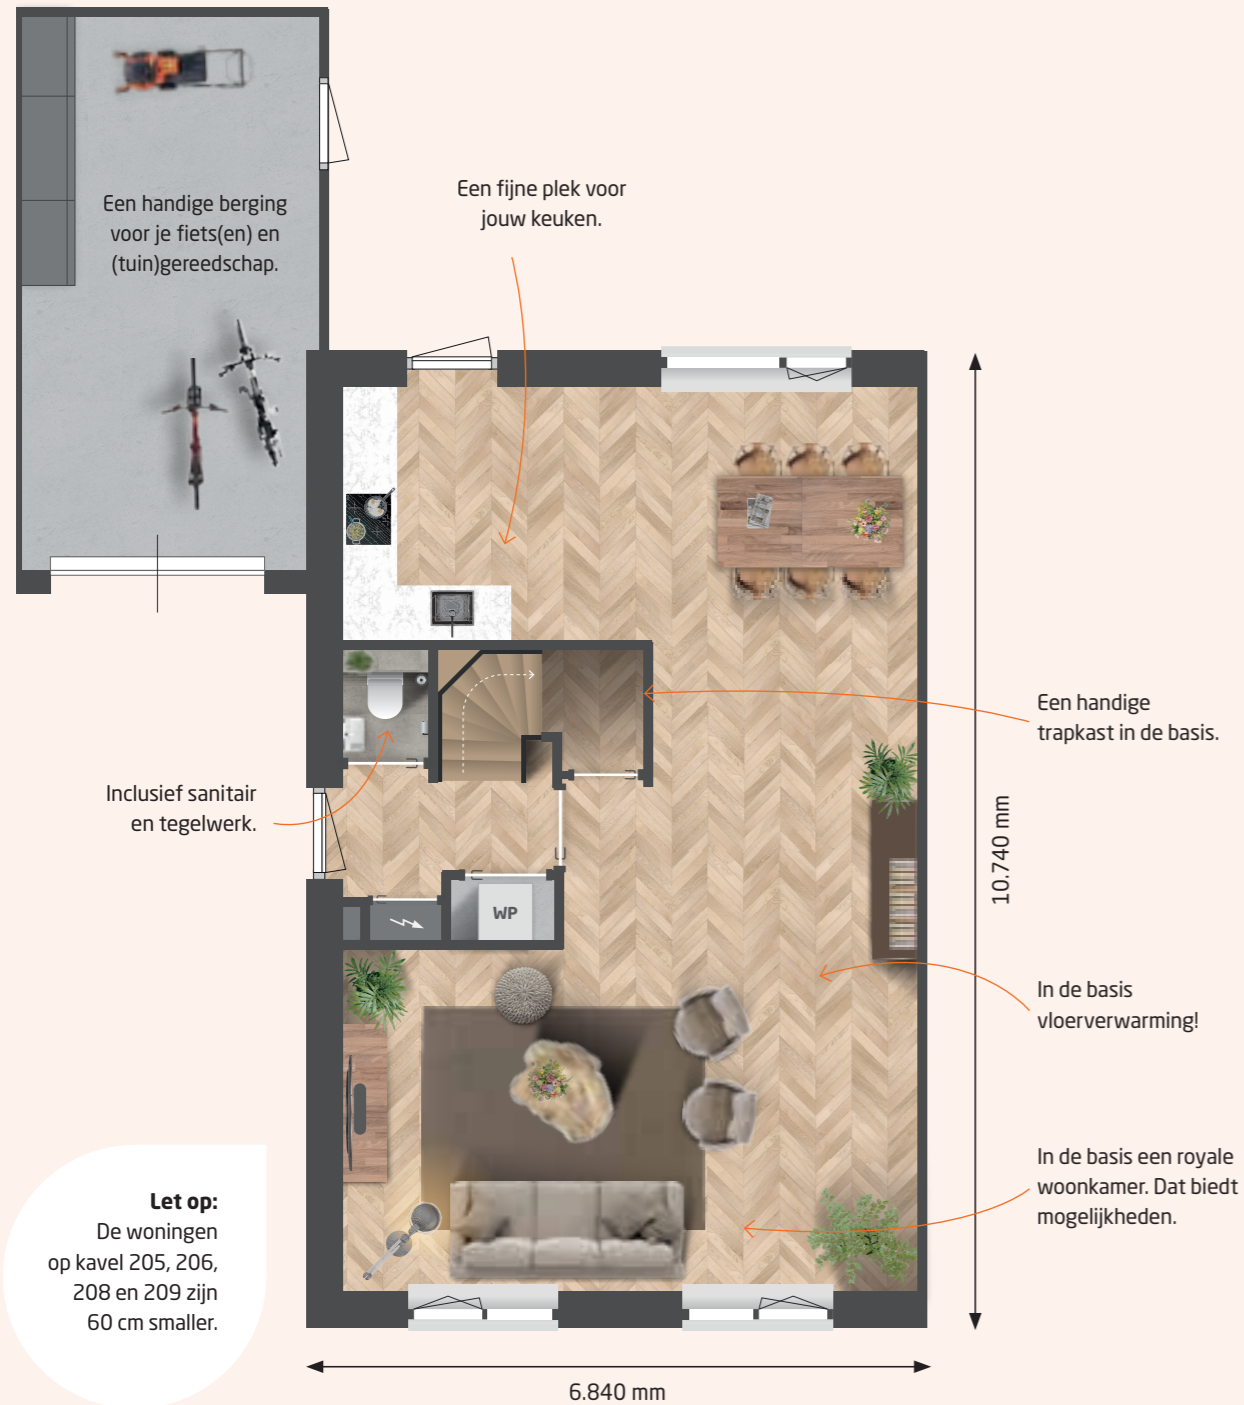 Een handige berging
voor je fiets(en) en
(tuin)gereedschap.
Een fijne plek voor
jouw keuken.
Een handige
trapkast in de basis.
Inclusief sanitair
en tegelwerk.
10.740 mm
WP
In de basis
vloerverwarming!
In de basis een royale
woonkamer. Dat biedt
mogelijkheden.
Let op:
De woningen
op kavel 205, 206,
208 en 209 zijn
60 cm smaller.
6.840 mm